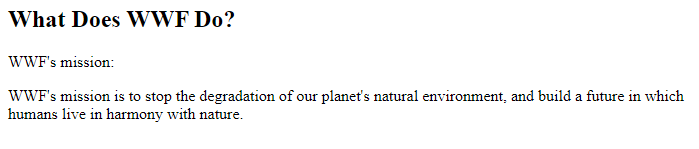 What Does WWF Do?
WWF's mission:
WWF's mission is to stop the degradation of our planet's natural environment, and build a future in which
humans live in harmony with nature.